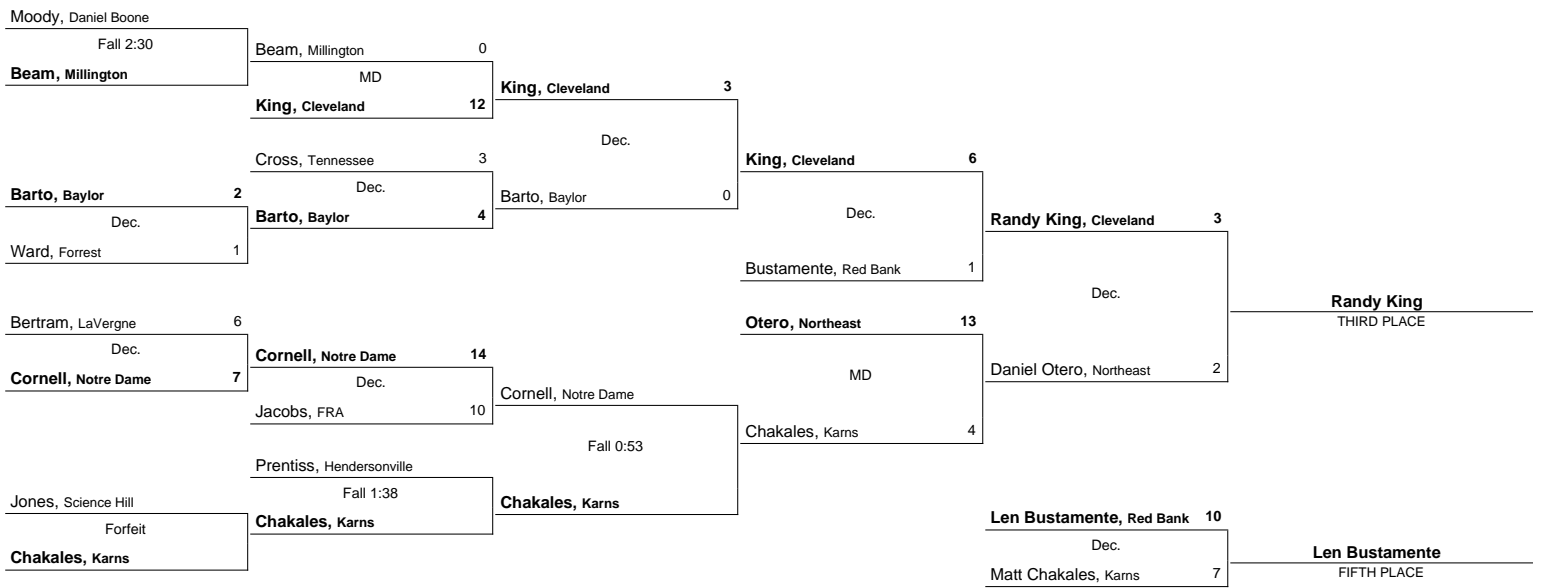 Moody, Daniel Boone
Fall 2:30
Beam, Millington
Barto, Baylor 2
Dec.
Ward, Forrest 1
Bertram, LaVergne 6
Dec.
Cornell, Notre Dame 7
Jones, Science Hill
Forfeit
Chakales, Karns
Beam, Millington 0
MD
King, Cleveland 12
Cross, Tennessee 3
Dec.
Barto, Baylor 4
Cornell, Notre Dame 14
Dec.
Jacobs, FRA 10
Prentiss, Hendersonville
Fall 1:38
Chakales, Karns
King, Cleveland 3
Dec.
Barto, Baylor 0
Cornell, Notre Dame
Fall 0:53
Chakales, Karns
King, Cleveland 6
Dec.
Bustamente, Red Bank 1
Otero, Northeast 13
MD
Chakales, Karns 4
Randy King, Cleveland 3
Dec.
Daniel Otero, Northeast 2
Randy King
THIRD PLACE
Len Bustamente, Red Bank 10
Dec.
Matt Chakales, Karns 7
Len Bustamente
FIFTH PLACE